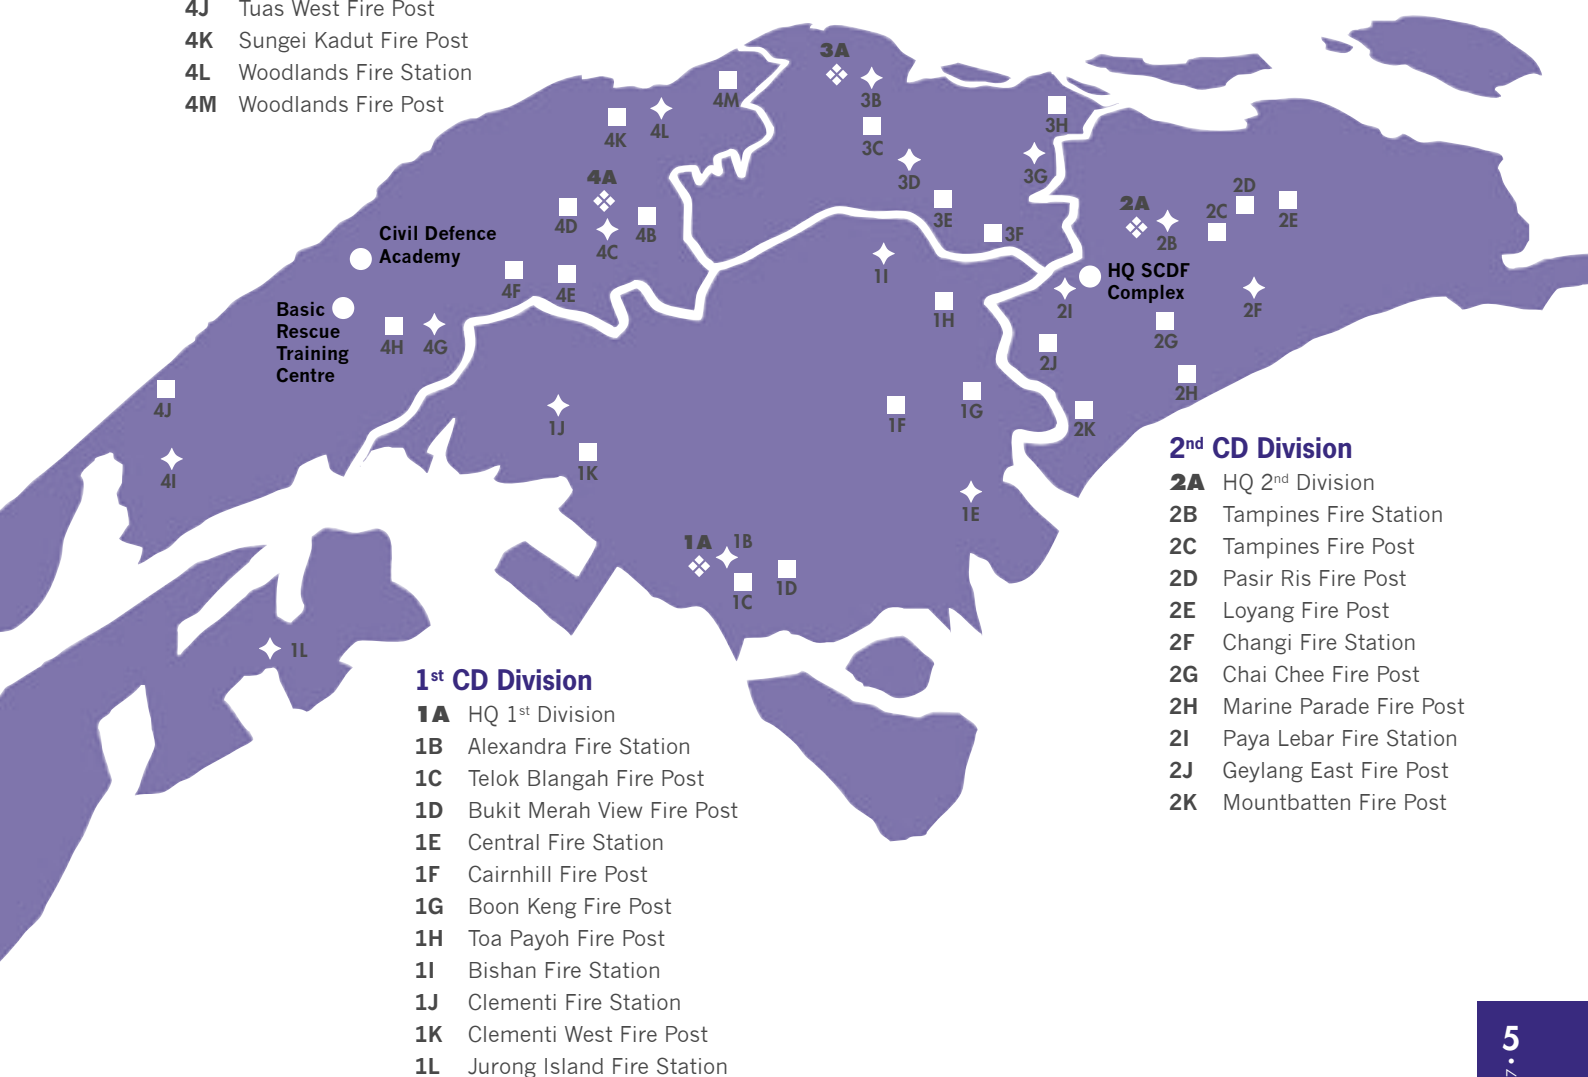 4J Tuas West Fire Post
4K Sungei Kadut Fire Post
4L Woodlands Fire Station
4M Woodlands Fire Post
3A
3B
3C
3D
3E
3F
3G
3H
4M
4L
4K
4A
4B
4C
4D
4E
4F
Civil Defence
Academy
Basic
Rescue
Training
Centre
4H
4G
4J
4I
2A
2B
2C
2D
2E
HQ SCDF
Complex
2F
2G
2H
2I
2J
2K
1I
1H
1G
1F
1E
1J
1K
1A
1B
1C
1D
1L
2nd CD Division
2A HQ 2nd Division
2B Tampines Fire Station
2C Tampines Fire Post
2D Pasir Ris Fire Post
2E Loyang Fire Post
2F Changi Fire Station
2G Chai Chee Fire Post
2H Marine Parade Fire Post
2I Paya Lebar Fire Station
2J Geylang East Fire Post
2K Mountbatten Fire Post
1st CD Division
1A HQ 1st Division
1B Alexandra Fire Station
1C Telok Blangah Fire Post
1D Bukit Merah View Fire Post
1E Central Fire Station
1F Cairnhill Fire Post
1G Boon Keng Fire Post
1H Toa Payoh Fire Post
1I Bishan Fire Station
1J Clementi Fire Station
1K Clementi West Fire Post
1L Jurong Island Fire Station
5